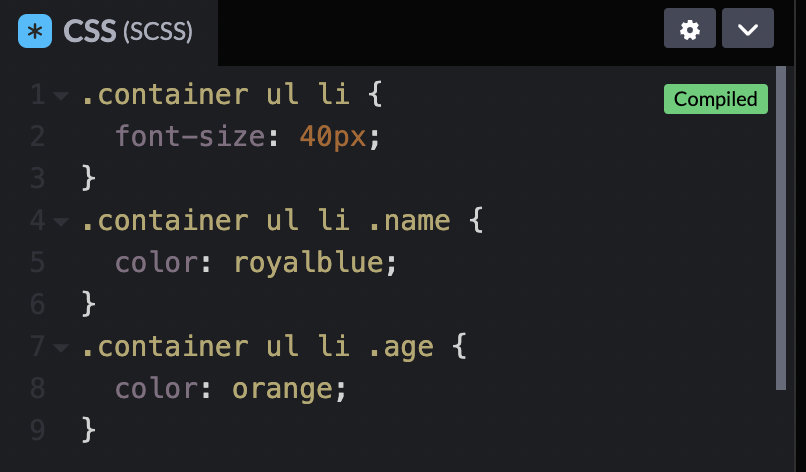 CSS (SCSS)
Compiled
1 .container ul li {
2 font-size: 40px;
3 }
4 .container ul li .name {
5 color: royalblue;
6 }
7 .container ul li .age {
8 color: orange;
9 }